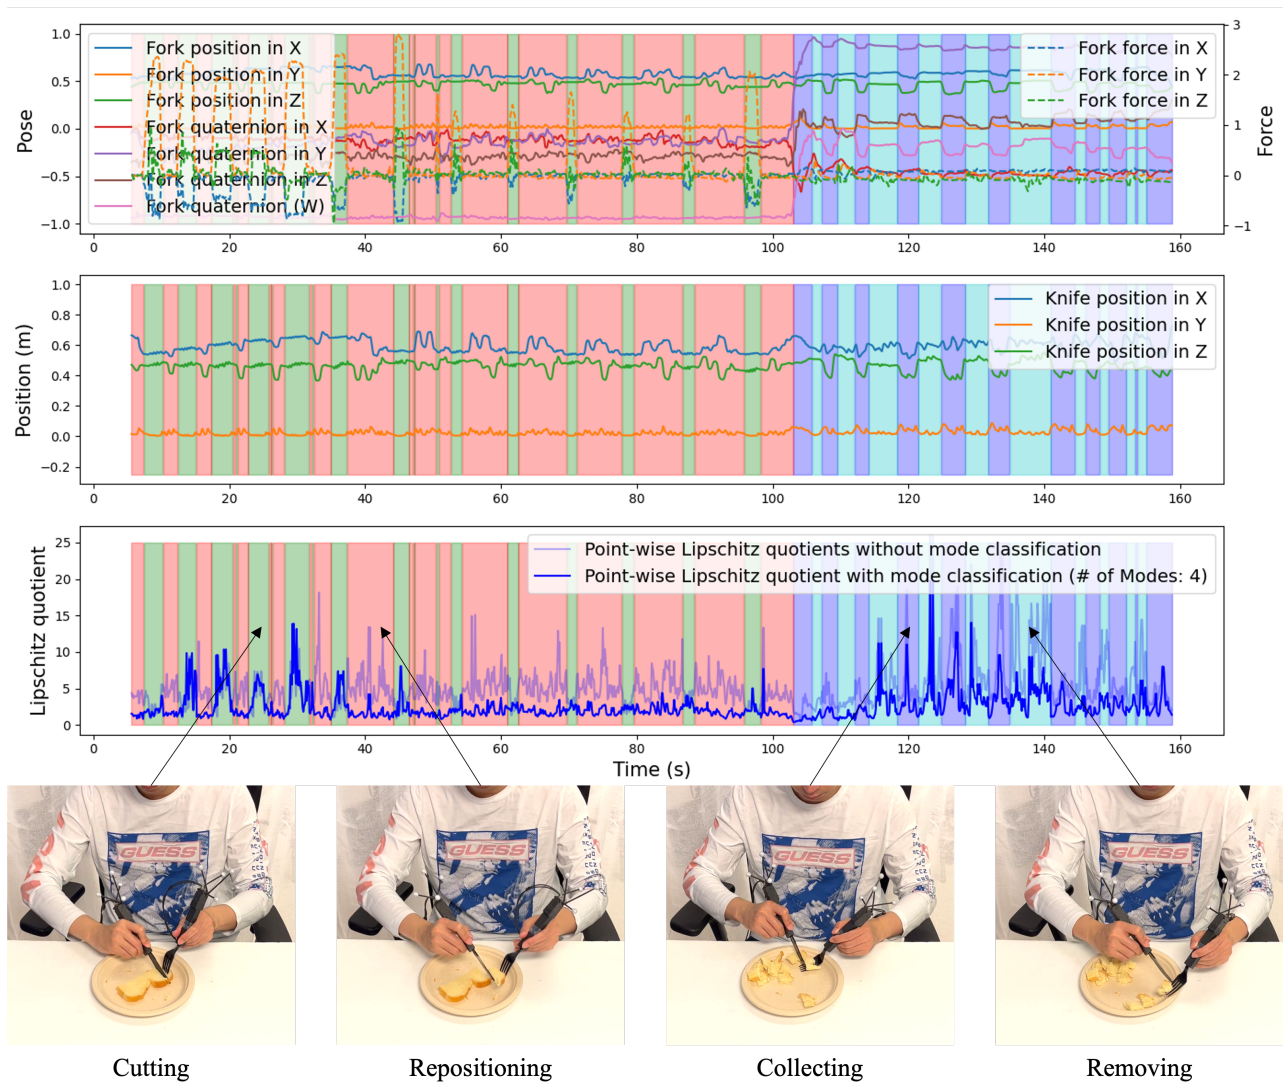 Pose
1.0
0.5
0.0
−0.5
−1.0
Fork position in X
Fork position in Y
Fork position in Z
Fork quaternion in X
Fork quaternion in Y
Fork quaternion in Z
Fork quaternion (W)
Fork force in X
Fork force in Y
Fork force in Z
3
2
1
0
−1
Force
0 20 40 60 80 100 120 140 160
Position (m)
1.0
0.8
0.6
0.4
0.2
0.0
−0.2
Knife position in X
Knife position in Y
Knife position in Z
0 20 40 60 80 100 120 140 160
Lipschitz quotient
25
20
15
10
5
0
Point-wise Lipschitz quotients without mode classification
Point-wise Lipschitz quotient with mode classification (# of Modes: 4)
0 20 40 60 80 100 120 140 160
Time (s)
GUESS
GUESS
GUESS
GUESS
Cutting
Repositioning
Collecting
Removing